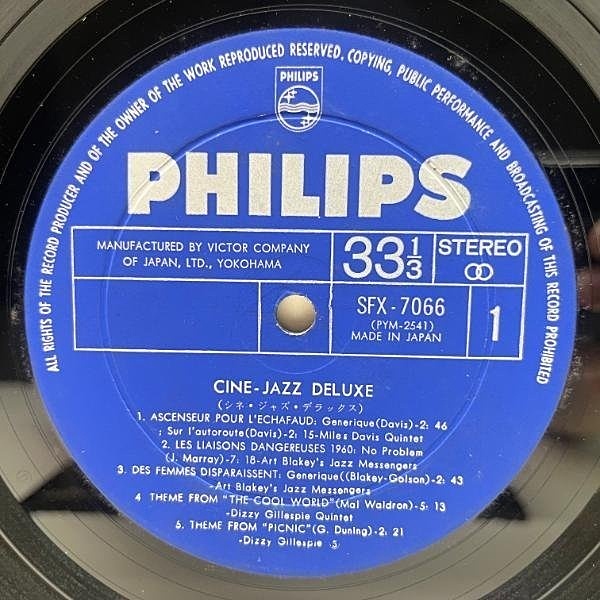 ALL RIGHTS OF THE RECORD PRODUCER AND OF THE OWNER OF THE WORK REPRODUCED RESERVED. COPYING, PUBLIC PERFORMANCE AND BROADCASTING OF THIS RECORD PROHIBITED
PHILIPS
PHILIPS
MANUFACTURED BY VICTOR COMPANY
OF JAPAN, LTD., YOKOHAMA
33 1/3
STEREO
SFX-7066
(PYM-2541)
MADE IN JAPAN
1
CINE-JAZZ DELUXE
(シネ・ジャズ・デラックス)
1. ASCENSEUR POUR L'ECHAFAUD: Generique(Davis)-2: 46
; Sur l'autoroute(Davis)-2: 15-Miles Davis Quintet
2. LES LIAISONS DANGEREUSES 1960: No Problem
(J. Marray)-7: 18-Art Blakey's Jazz Messengers
3. DES FEMMES DISPARAISSENT: Generique((Blakey-Golson)-2: 43
-Art Blakey's Jazz Messengers
4 THEME FROM "THE COOL WORLD"(Mal Waldron)-5: 13
-Dizzy Gillespie Quintet
5. THEME FROM "PICNIC"(G. Duning)-2: 21
-Dizzy Gillespie 5